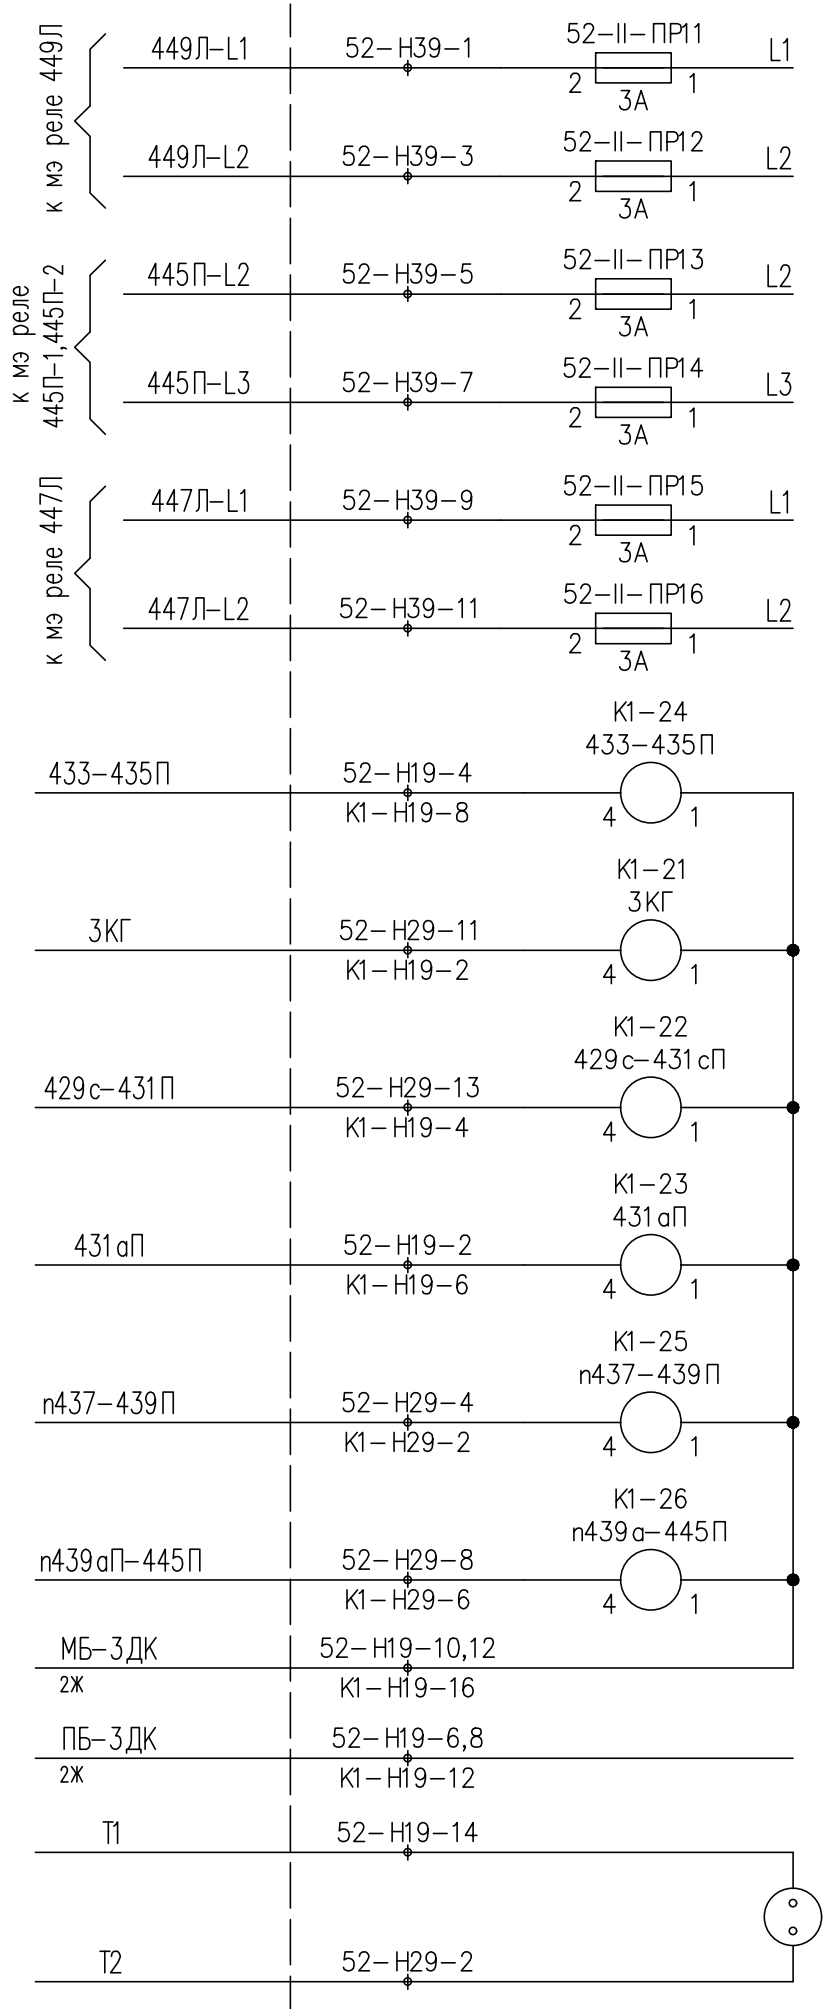 к мэ реле 449Л
449Л-L1 52-Н39-1 52-II-ПР11 L1
2 3А 1
449Л-L2 52-Н39-3 52-II-ПР12 L2
2 3А 1
к мэ реле
445П-1,445П-2
445П-L2 52-Н39-5 52-II-ПР13 L2
2 3А 1
445П-L3 52-Н39-7 52-II-ПР14 L3
2 3А 1
к мэ реле 447Л
447Л-L1 52-Н39-9 52-II-ПР15 L1
2 3А 1
447Л-L2 52-Н39-11 52-II-ПР16 L2
2 3А 1
К1-24
433-435П
433-435П 52-Н19-4
К1-Н19-8 4 1
К1-21
3КГ
3КГ 52-Н29-11
К1-Н19-2 4 1
К1-22
429с-431сП
429с-431П 52-Н29-13
К1-Н19-4 4 1
К1-23
431аП
431аП 52-Н19-2
К1-Н19-6 4 1
К1-25
п437-439П
п437-439П 52-Н29-4
К1-Н29-2 4 1
К1-26
п439а-445П
п439аП-445П 52-Н29-8
К1-Н29-6 4 1
МБ-3ДК 52-Н19-10,12
2Ж К1-Н19-16
ПБ-3ДК 52-Н19-6,8
2Ж К1-Н19-12
Т1 52-Н19-14
Т2 52-Н29-2